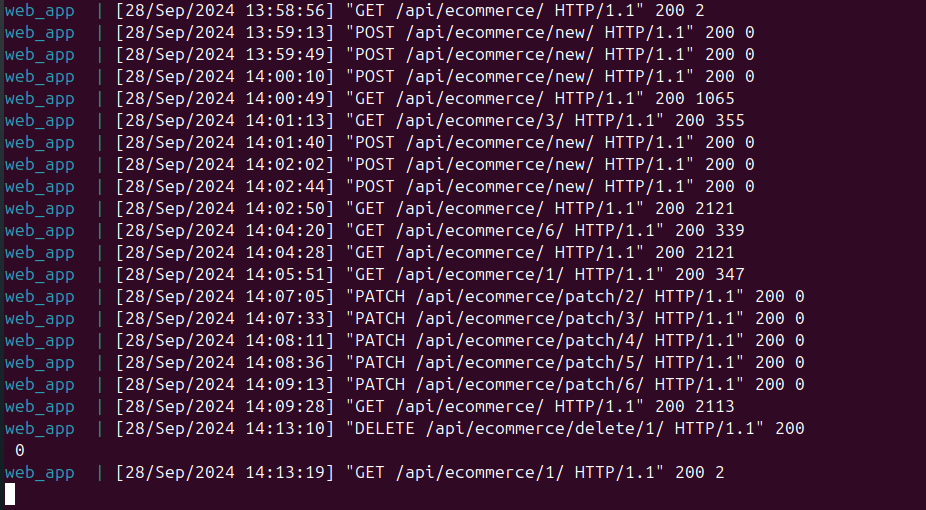 web_app  | [28/Sep/2024 13:58:56] "GET /api/ecommerce/ HTTP/1.1" 200 2
web_app  | [28/Sep/2024 13:59:13] "POST /api/ecommerce/new/ HTTP/1.1" 200 0
web_app  | [28/Sep/2024 13:59:49] "POST /api/ecommerce/new/ HTTP/1.1" 200 0
web_app  | [28/Sep/2024 14:00:10] "POST /api/ecommerce/new/ HTTP/1.1" 200 0
web_app  | [28/Sep/2024 14:00:49] "GET /api/ecommerce/ HTTP/1.1" 200 1065
web_app  | [28/Sep/2024 14:01:13] "GET /api/ecommerce/3/ HTTP/1.1" 200 355
web_app  | [28/Sep/2024 14:01:40] "POST /api/ecommerce/new/ HTTP/1.1" 200 0
web_app  | [28/Sep/2024 14:02:02] "POST /api/ecommerce/new/ HTTP/1.1" 200 0
web_app  | [28/Sep/2024 14:02:44] "POST /api/ecommerce/new/ HTTP/1.1" 200 0
web_app  | [28/Sep/2024 14:02:50] "GET /api/ecommerce/ HTTP/1.1" 200 2121
web_app  | [28/Sep/2024 14:04:20] "GET /api/ecommerce/6/ HTTP/1.1" 200 339
web_app  | [28/Sep/2024 14:04:28] "GET /api/ecommerce/ HTTP/1.1" 200 2121
web_app  | [28/Sep/2024 14:05:51] "GET /api/ecommerce/1/ HTTP/1.1" 200 347
web_app  | [28/Sep/2024 14:07:05] "PATCH /api/ecommerce/patch/2/ HTTP/1.1" 200 0
web_app  | [28/Sep/2024 14:07:33] "PATCH /api/ecommerce/patch/3/ HTTP/1.1" 200 0
web_app  | [28/Sep/2024 14:08:11] "PATCH /api/ecommerce/patch/4/ HTTP/1.1" 200 0
web_app  | [28/Sep/2024 14:08:36] "PATCH /api/ecommerce/patch/5/ HTTP/1.1" 200 0
web_app  | [28/Sep/2024 14:09:13] "PATCH /api/ecommerce/patch/6/ HTTP/1.1" 200 0
web_app  | [28/Sep/2024 14:09:28] "GET /api/ecommerce/ HTTP/1.1" 200 2113
web_app  | [28/Sep/2024 14:13:10] "DELETE /api/ecommerce/delete/1/ HTTP/1.1" 200
 0
web_app  | [28/Sep/2024 14:13:19] "GET /api/ecommerce/1/ HTTP/1.1" 200 2